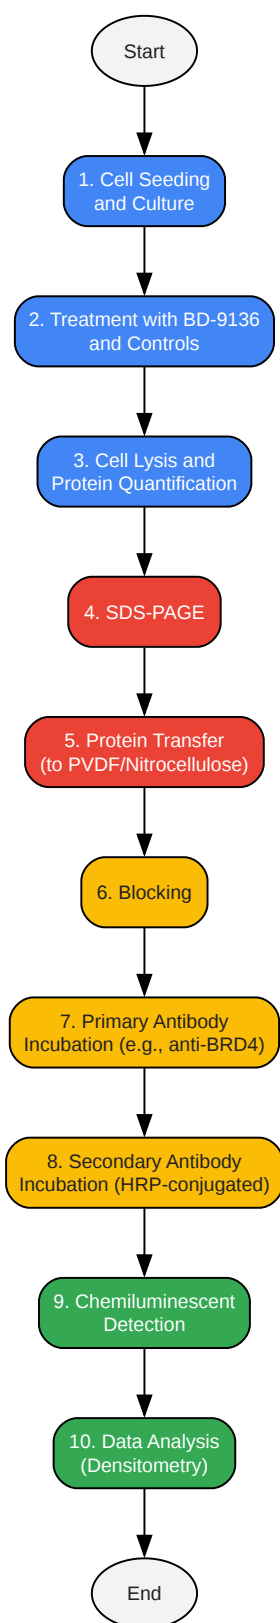 Start
1. Cell Seeding
and Culture
2. Treatment with BD-9136
and Controls
3. Cell Lysis and
Protein Quantification
4. SDS-PAGE
5. Protein Transfer
(to PVDF/Nitrocellulose)
6. Blocking
7. Primary Antibody
Incubation (e.g., anti-BRD4)
8. Secondary Antibody
Incubation (HRP-conjugated)
9. Chemiluminescent
Detection
10. Data Analysis
(Densitometry)
End